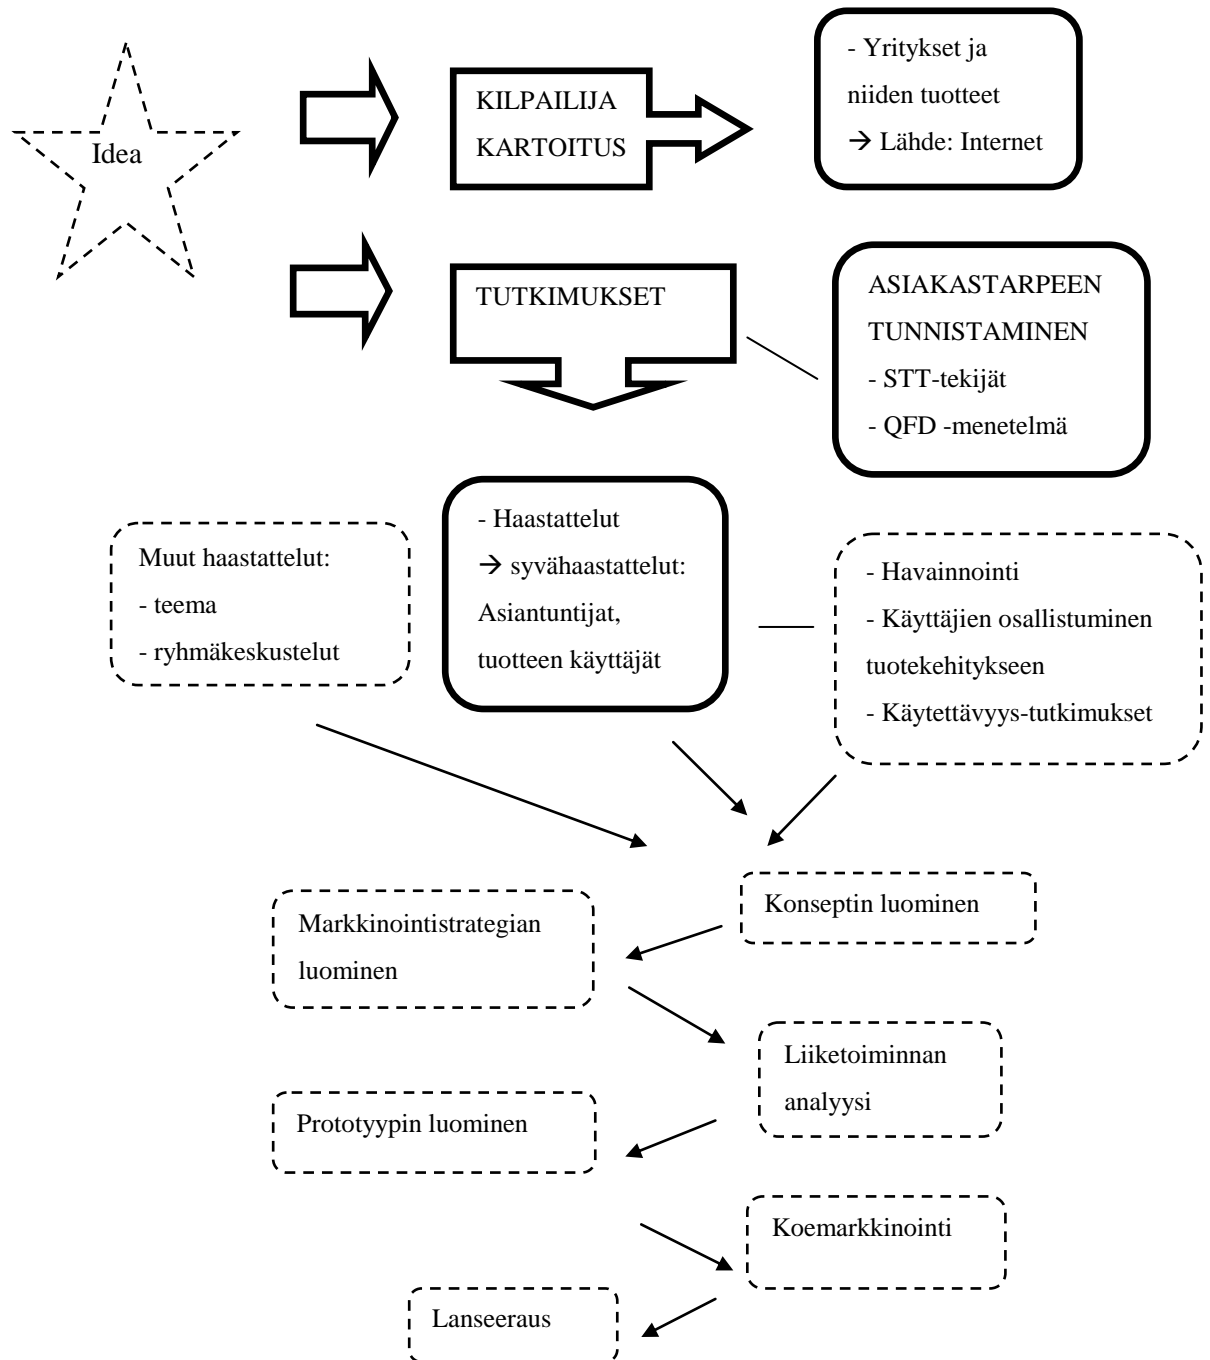 Idea
KILPAILIJA
KARTOITUS
- Yritykset ja
niiden tuotteet
→ Lähde: Internet
TUTKIMUKSET
ASIAKASTARPEEN
TUNNISTAMINEN
- STT-tekijät
- QFD -menetelmä
Muut haastattelut:
- teema
- ryhmäkeskustelut
- Haastattelut
→ syvähaastattelut:
Asiantuntijat,
tuotteen käyttäjät
- Havainnointi
- Käyttäjien osallistuminen
tuotekehitykseen
- Käytettävyys-tutkimukset
Konseptin luominen
Markkinointistrategian
luominen
Liiketoiminnan
analyysi
Prototyypin luominen
Koemarkkinointi
Lanseeraus